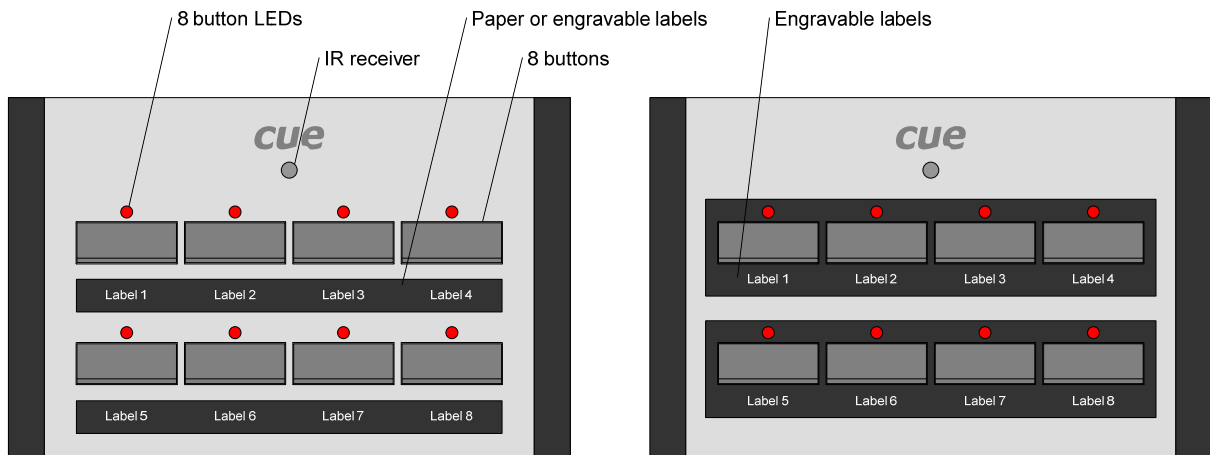 8 button LEDs
Paper or engravable labels
Engravable labels
IR receiver
8 buttons
cue
cue
Label 1
Label 2
Label 3
Label 4
Label 5
Label 6
Label 7
Label 8
Label 1
Label 2
Label 3
Label 4
Label 5
Label 6
Label 7
Label 8